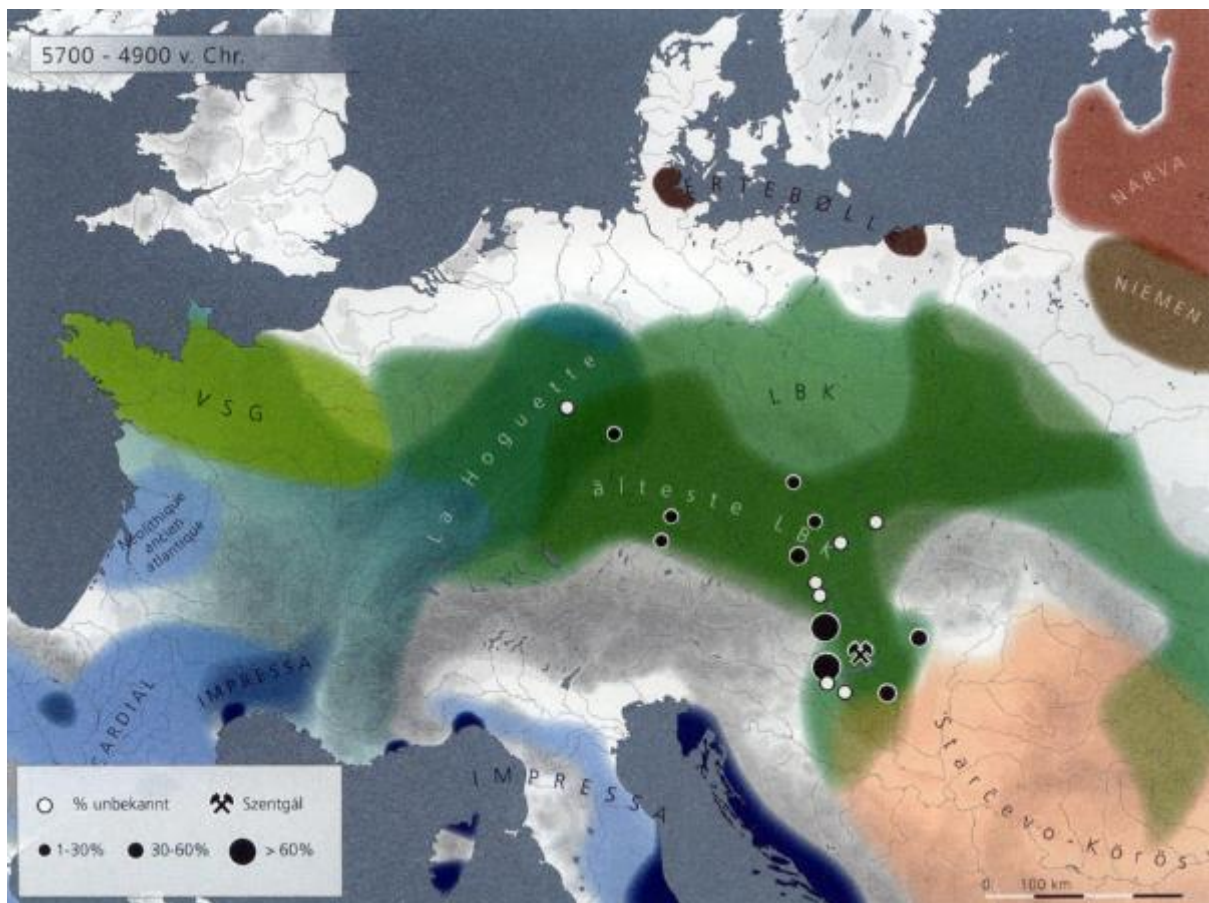 5700 - 4900 v. Chr.
NARVA
ERTEBØLLE
NIEMEN
VSG
LBK
La Hoguette
älteste LBK
Néolithique
ancien
atlantique
IMPRESSA
CARDIAL
IMPRESSA
Starčevo-Körös
% unbekannt
Szentgál
1-30%
30-60%
> 60%
0 100 km